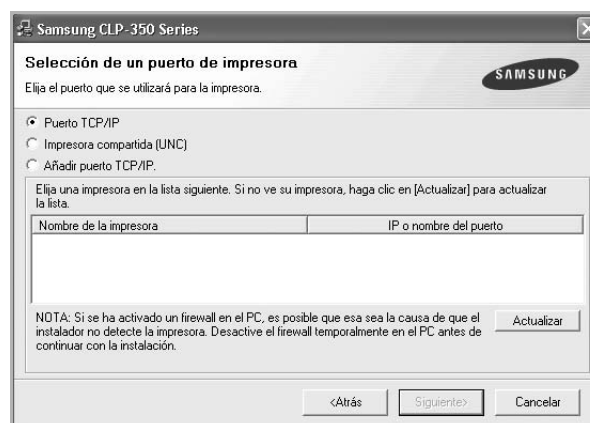 Samsung CLP-350 Series
Selección de un puerto de impresora
Elija el puerto que se utilizará para la impresora.
SAMSUNG
Puerto TCP/IP
Impresora compartida (UNC)
Añadir puerto TCP/IP.
Elija una impresora en la lista siguiente. Si no ve su impresora, haga clic en [Actualizar] para actualizar
la lista.
Nombre de la impresora
IP o nombre del puerto
NOTA: Si se ha activado un firewall en el PC, es posible que esa sea la causa de que el
instalador no detecte la impresora. Desactive el firewall temporalmente en el PC antes de
continuar con la instalación.
Actualizar
<Atrás
Siguiente>
Cancelar